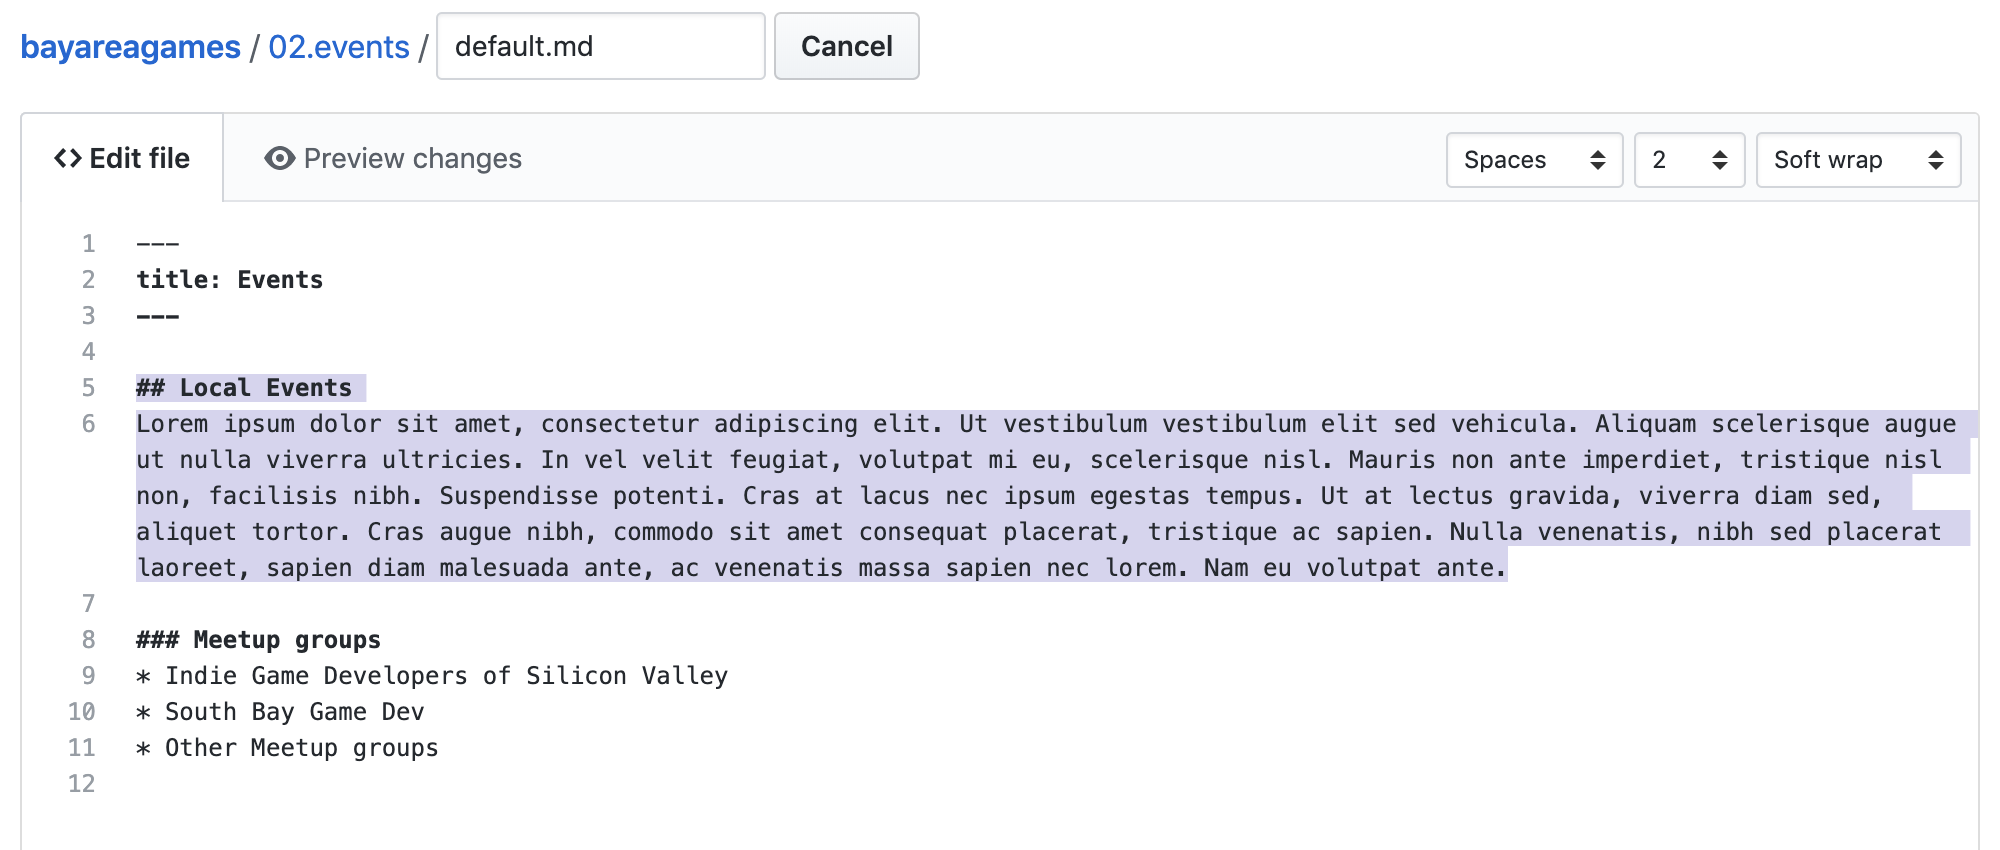 bayareagames / 02.events / default.md Cancel
Edit file Preview changes Spaces 2 Soft wrap
1 ---
2 title: Events
3 ---
4
5 ## Local Events
6 Lorem ipsum dolor sit amet, consectetur adipiscing elit. Ut vestibulum vestibulum elit sed vehicula. Aliquam scelerisque augue
ut nulla viverra ultricies. In vel velit feugiat, volutpat mi eu, scelerisque nisl. Mauris non ante imperdiet, tristique nisl
non, facilisis nibh. Suspendisse potenti. Cras at lacus nec ipsum egestas tempus. Ut at lectus gravida, viverra diam sed,
aliquet tortor. Cras augue nibh, commodo sit amet consequat placerat, tristique ac sapien. Nulla venenatis, nibh sed placerat
laoreet, sapien diam malesuada ante, ac venenatis massa sapien nec lorem. Nam eu volutpat ante.
7
8 ### Meetup groups
9 * Indie Game Developers of Silicon Valley
10 * South Bay Game Dev
11 * Other Meetup groups
12